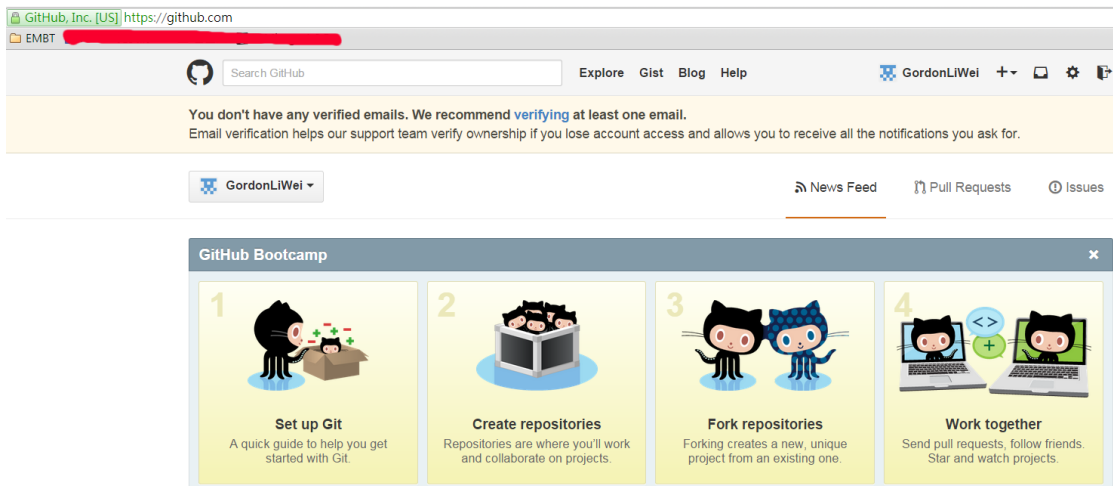 GitHub, Inc. [US] https://github.com
EMBT
Search GitHub Explore Gist Blog Help GordonLiWei
You don't have any verified emails. We recommend verifying at least one email.
Email verification helps our support team verify ownership if you lose account access and allows you to receive all the notifications you ask for.
GordonLiWei News Feed Pull Requests Issues
GitHub Bootcamp
1
Set up Git
A quick guide to help you get
started with Git.
2
Create repositories
Repositories are where you'll work
and collaborate on projects.
3
Fork repositories
Forking creates a new, unique
project from an existing one.
4
Work together
Send pull requests, follow friends.
Star and watch projects.